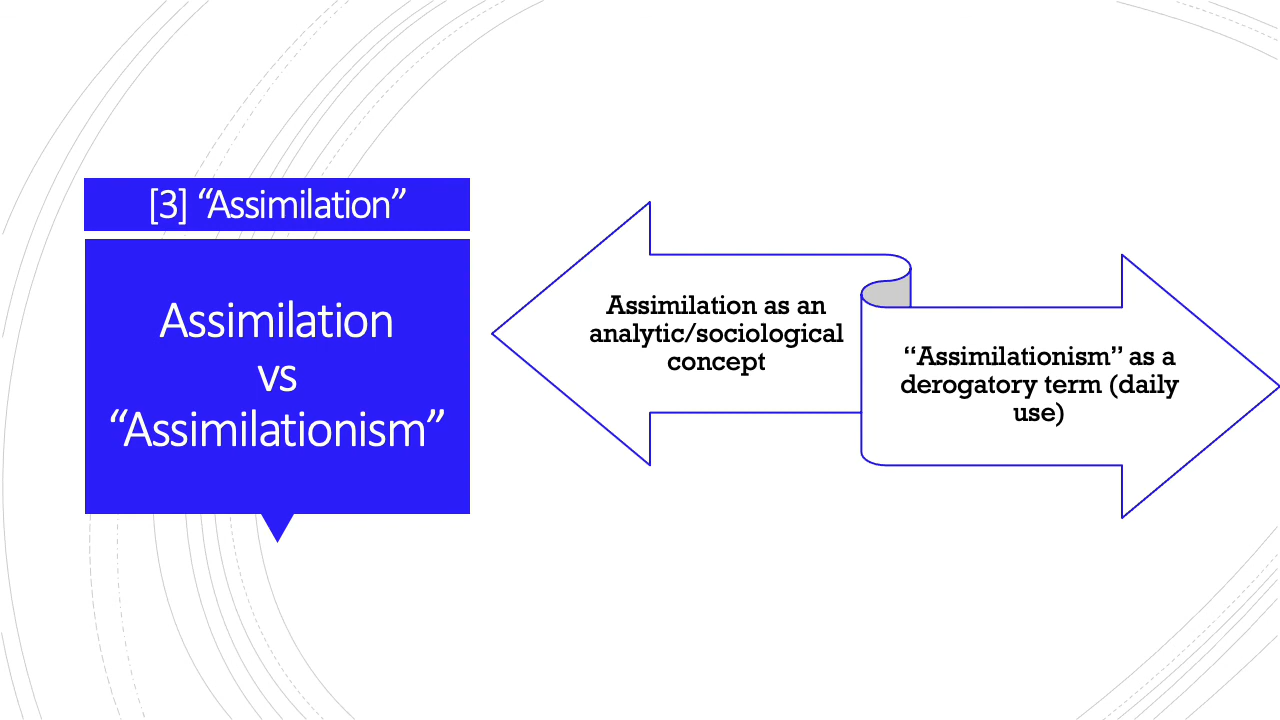 [3] “Assimilation”
Assimilation
vs
“Assimilationism”
Assimilation as an
analytic/sociological
concept
“Assimilationism” as a
derogatory term (daily
use)